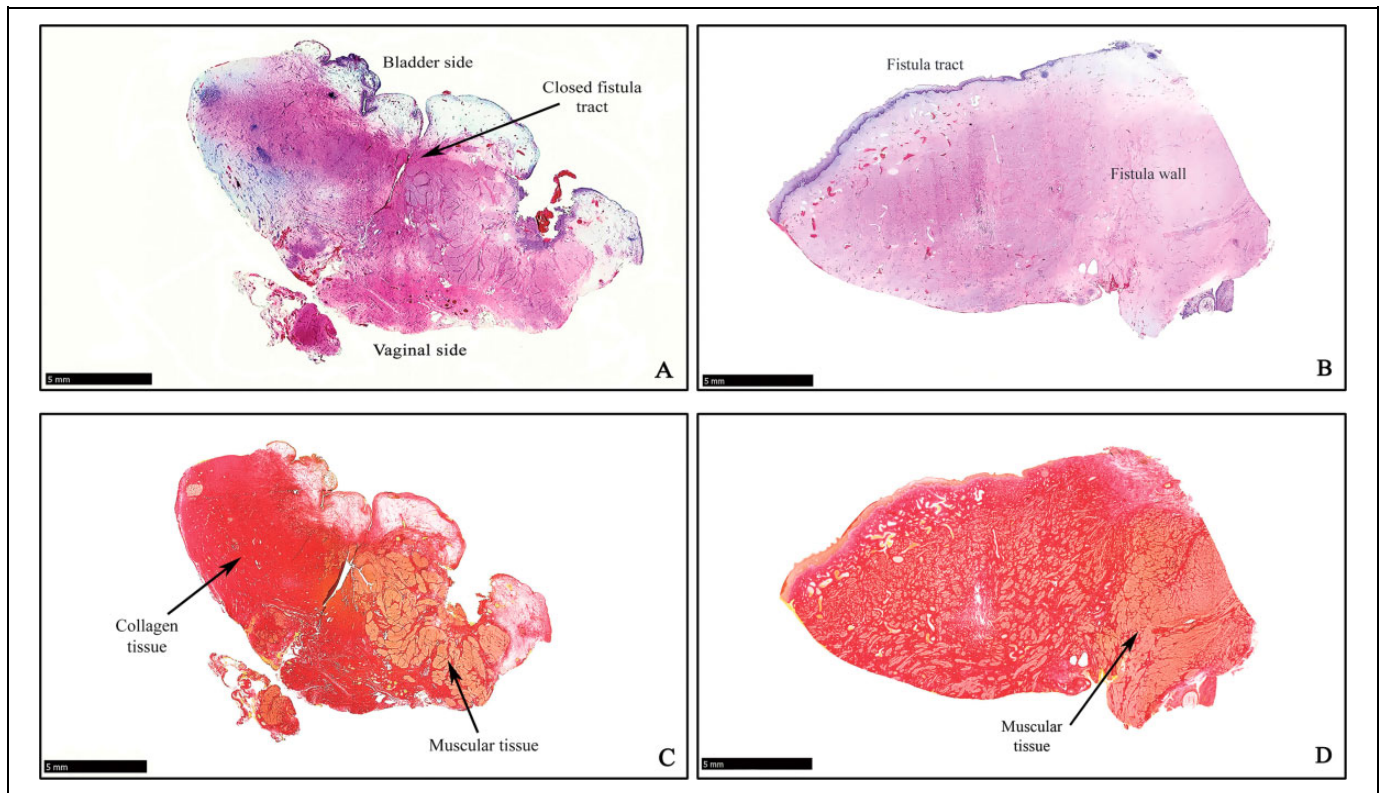 Bladder side
Closed fistula
tract
Vaginal side
5 mm
A
Fistula tract
Fistula wall
5 mm
B
Collagen
tissue
Muscular tissue
5 mm
C
Muscular
tissue
5 mm
D